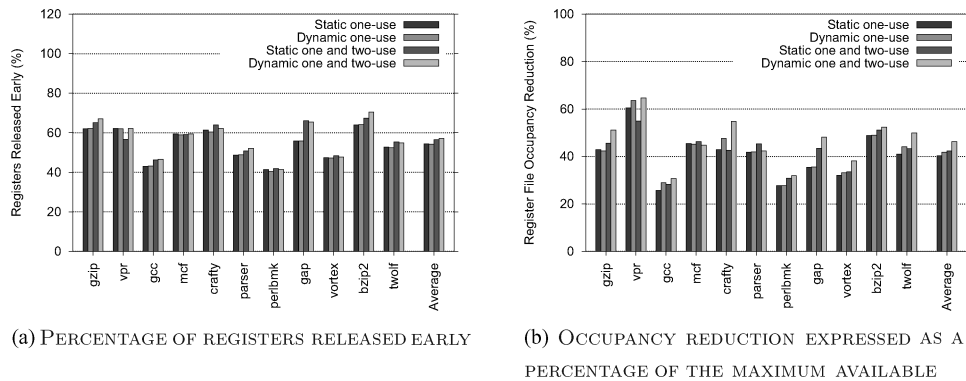 120
100
80
60
40
20
0
Registers Released Early (%)
Static one-use
Dynamic one-use
Static one and two-use
Dynamic one and two-use
gzip
vpr
gcc
mcf
crafty
parser
perlbmk
gap
vortex
bzip2
twolf
Average
(a) PERCENTAGE OF REGISTERS RELEASED EARLY
100
80
60
40
20
0
Register File Occupancy Reduction (%)
Static one-use
Dynamic one-use
Static one and two-use
Dynamic one and two-use
gzip
vpr
gcc
mcf
crafty
parser
perlbmk
gap
vortex
bzip2
twolf
Average
(b) OCCUPANCY REDUCTION EXPRESSED AS A
PERCENTAGE OF THE MAXIMUM AVAILABLE